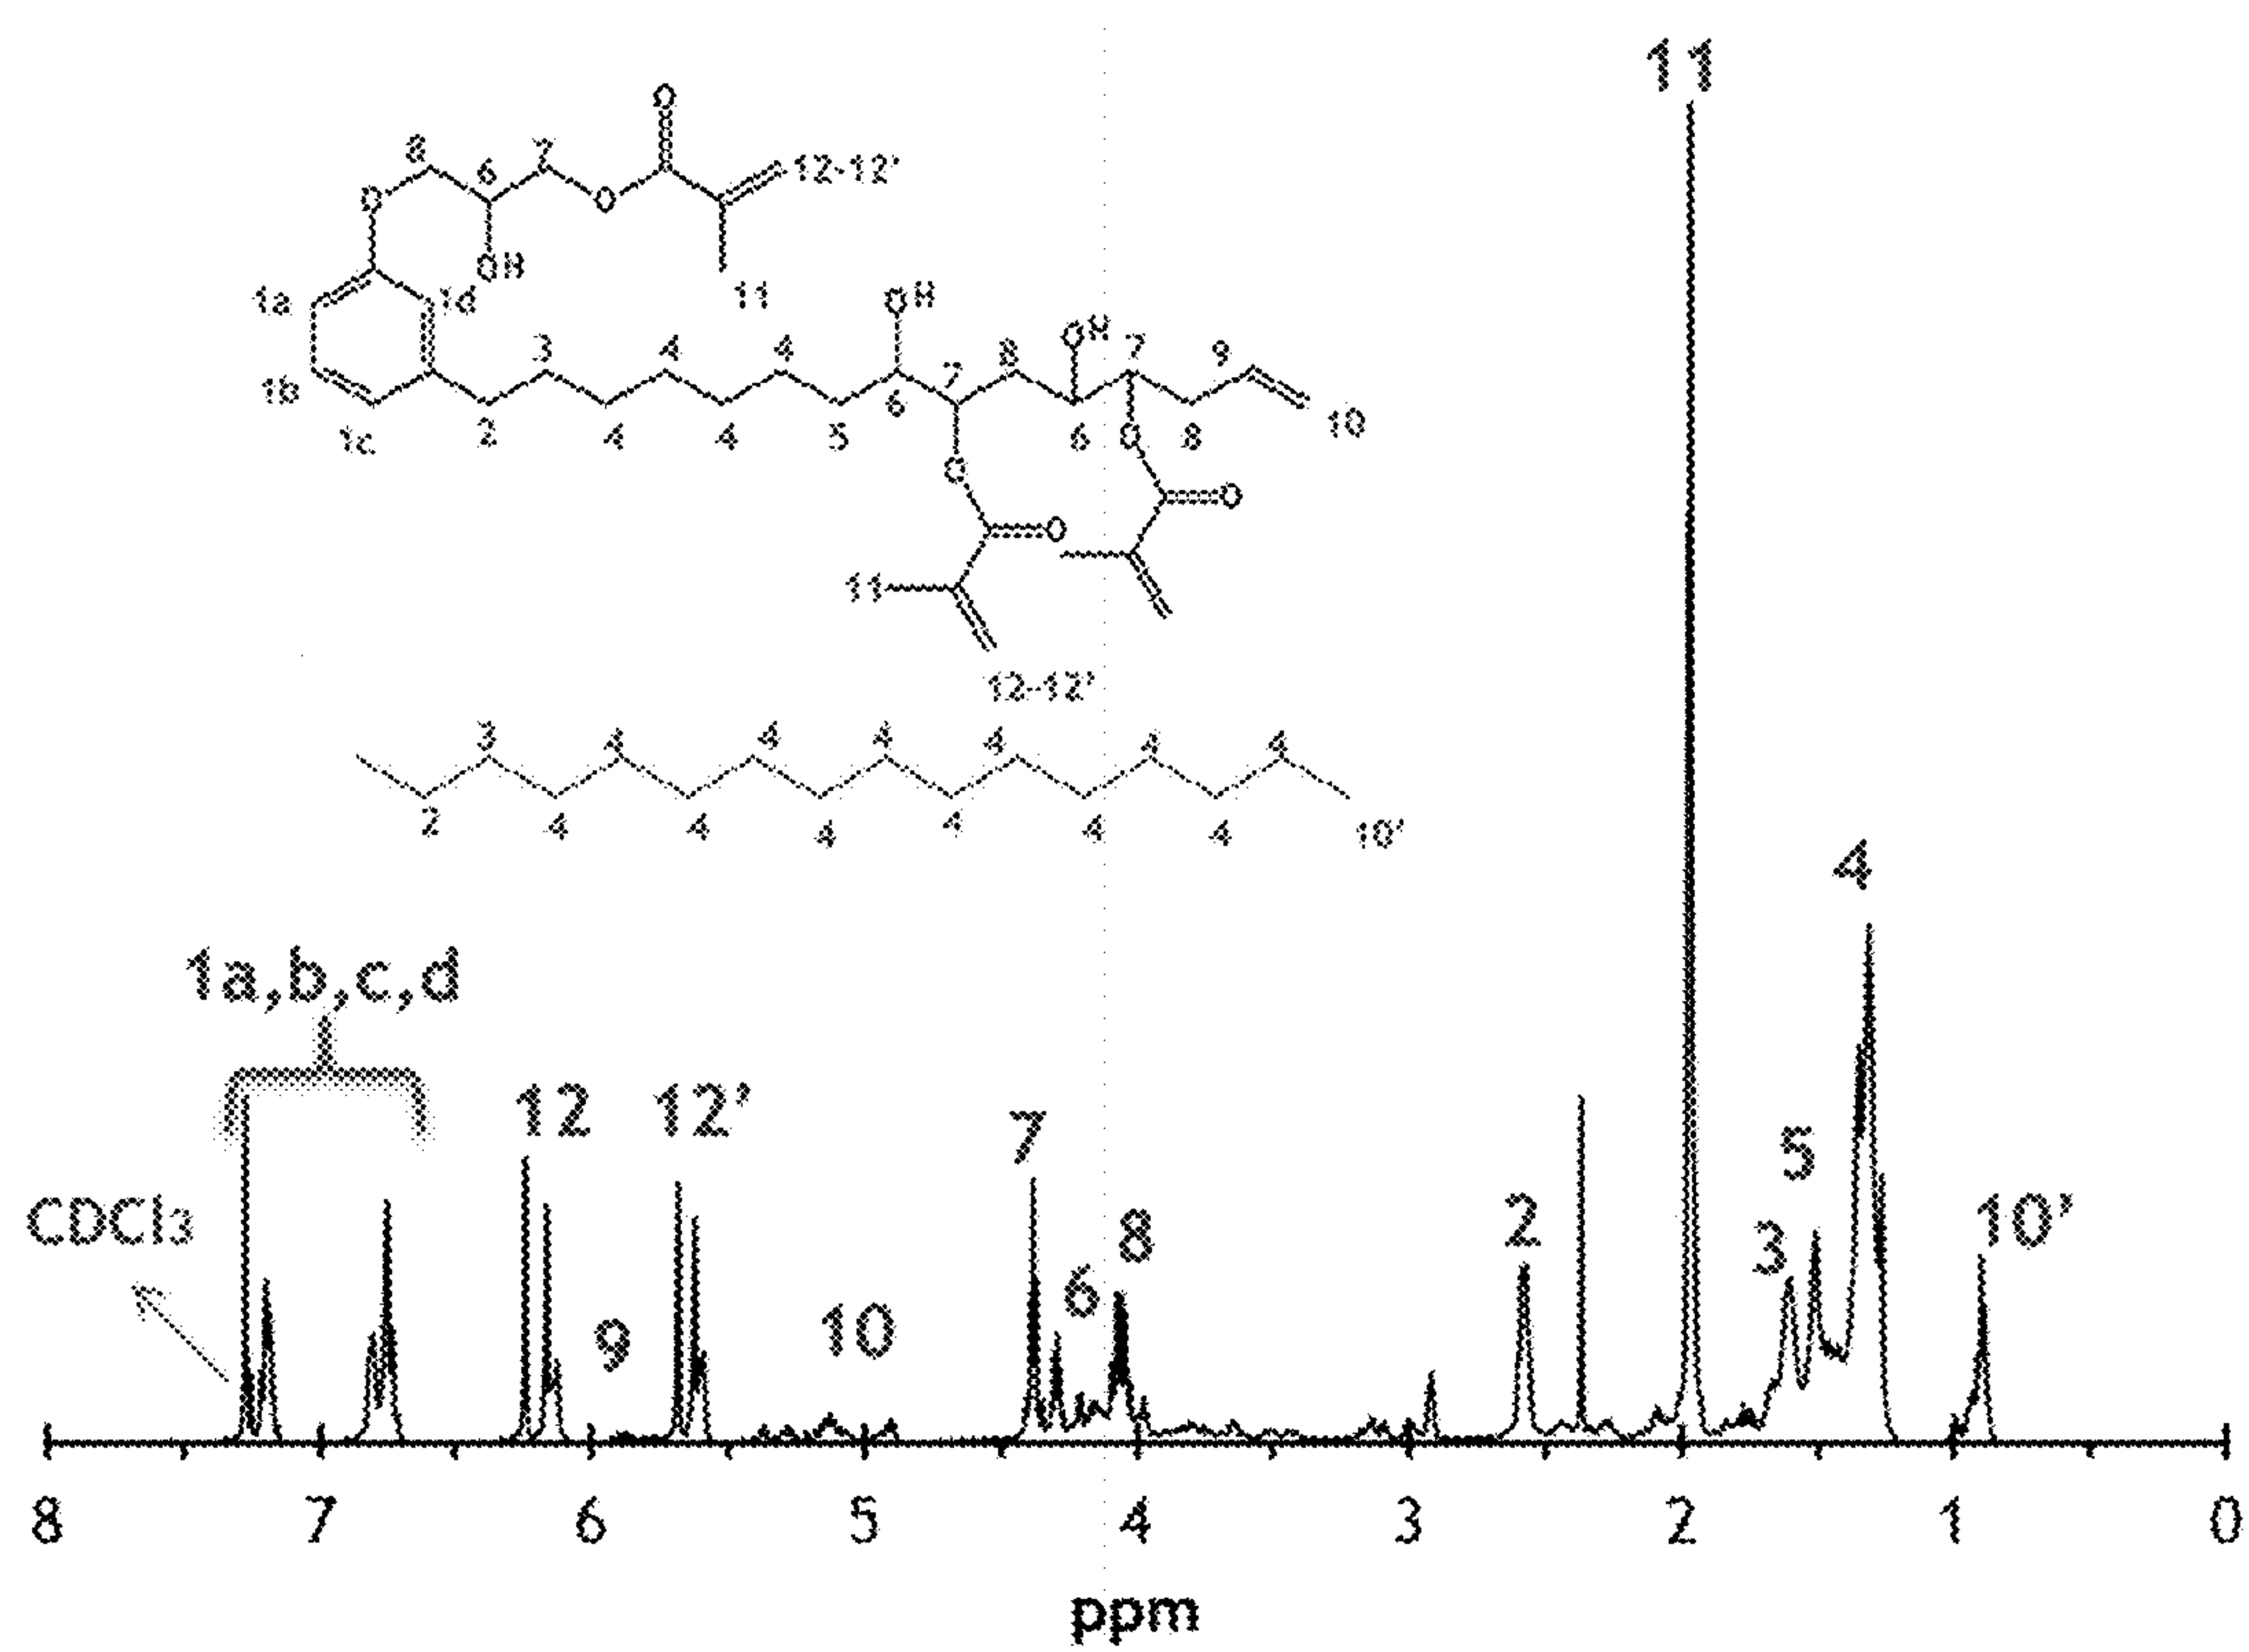 11
O
8 6 7 12-12'
O O
OH
1a 1d 11 OH
3 4 4 8 OH 7 9
1b 7
6 10
1c 2 4 4 5 6 O 8
O
O
O
11
12-12'
3 4 4 4 4 4 4
2 4 4 4 4 4 4 10'
4
1a,b,c,d
12 12' 7 5
CDCl3 8 2 3 10'
6
9 10
8 7 6 5 4 3 2 1 0
ppm